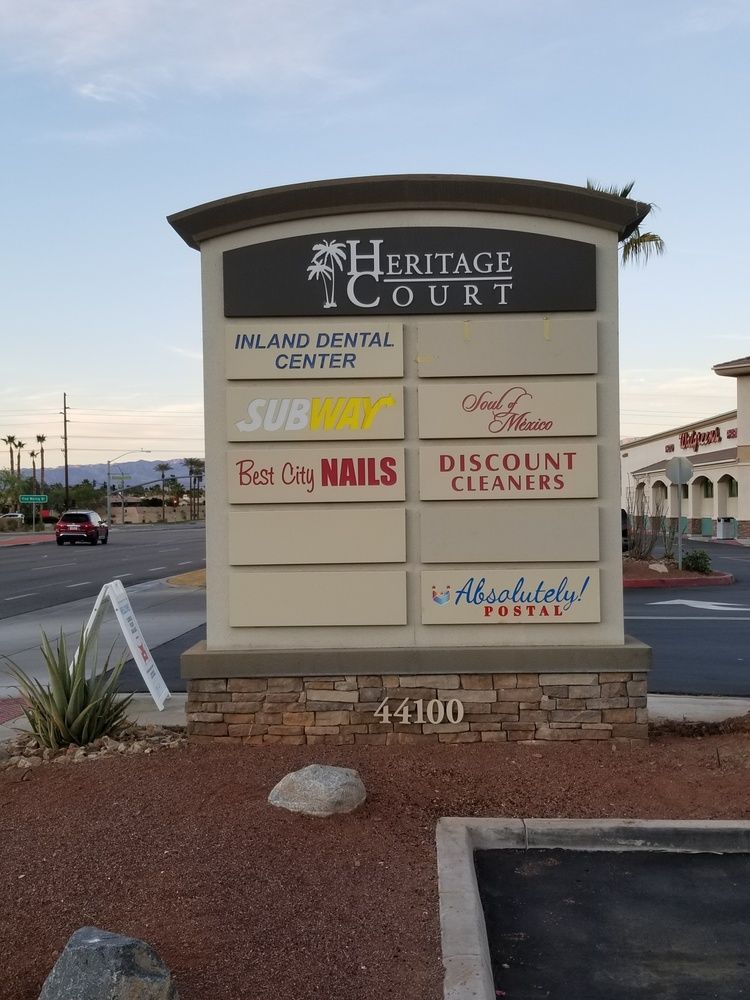 HERITAGE
COURT
INLAND DENTAL
CENTER
SUBWAY
Soul of
Mexico
Best City NAILS
DISCOUNT
CLEANERS
Absolutely!
POSTAL
44100
Walgreens